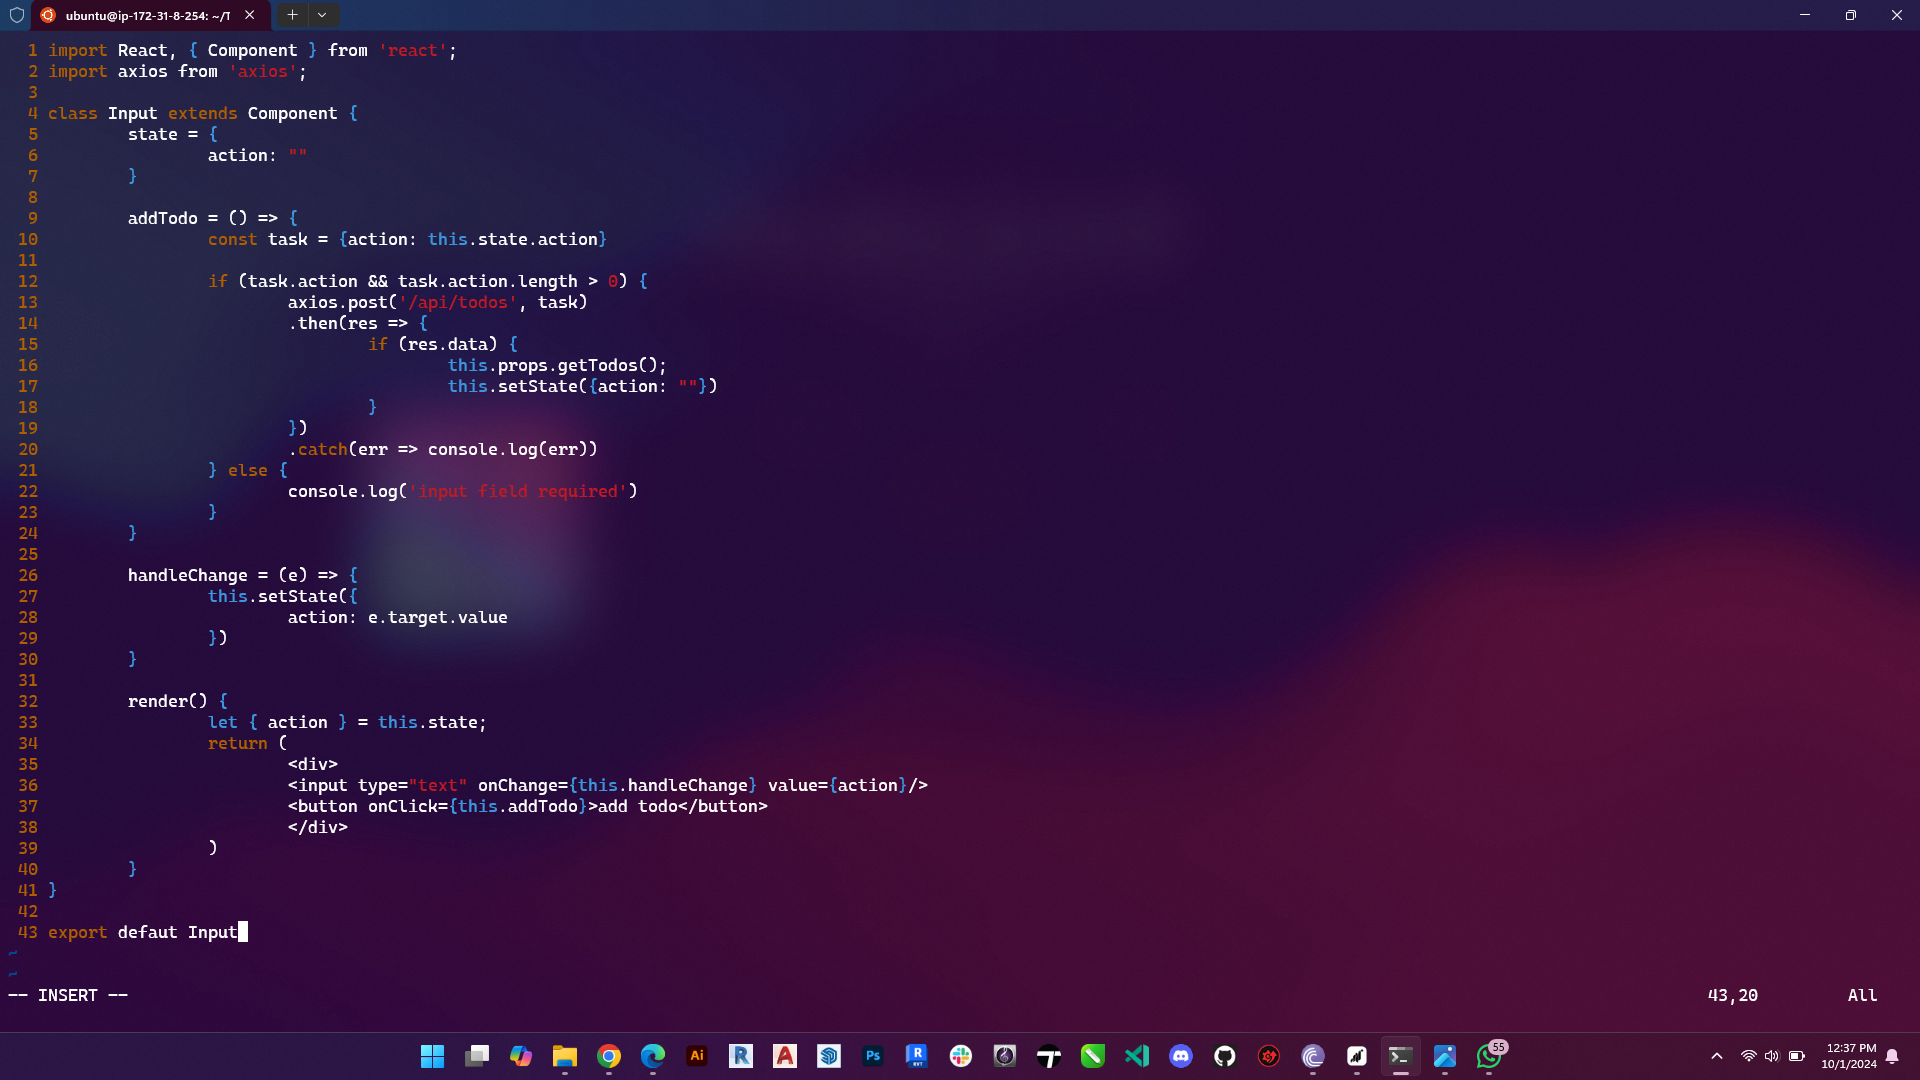 ubuntu@ip-172-31-8-254: ~/T
1 import React, { Component } from 'react';
2 import axios from 'axios';
3
4 class Input extends Component {
5 state = {
6 action: ""
7 }
8
9 addTodo = () => {
10 const task = {action: this.state.action}
11
12 if (task.action && task.action.length > 0) {
13 axios.post('/api/todos', task)
14 .then(res => {
15 if (res.data) {
16 this.props.getTodos();
17 this.setState({action: ""})
18 }
19 })
20 .catch(err => console.log(err))
21 } else {
22 console.log('input field required')
23 }
24 }
25
26 handleChange = (e) => {
27 this.setState({
28 action: e.target.value
29 })
30 }
31
32 render() {
33 let { action } = this.state;
34 return (
35 <div>
36 <input type="text" onChange={this.handleChange} value={action}/>
37 <button onClick={this.addTodo}>add todo</button>
38 </div>
39 )
40 }
41 }
42
43 export defaut Input
~
~
-- INSERT -- 43,20 All
Ai
R
A
Ps
R
RVT
55
12:37 PM
10/1/2024